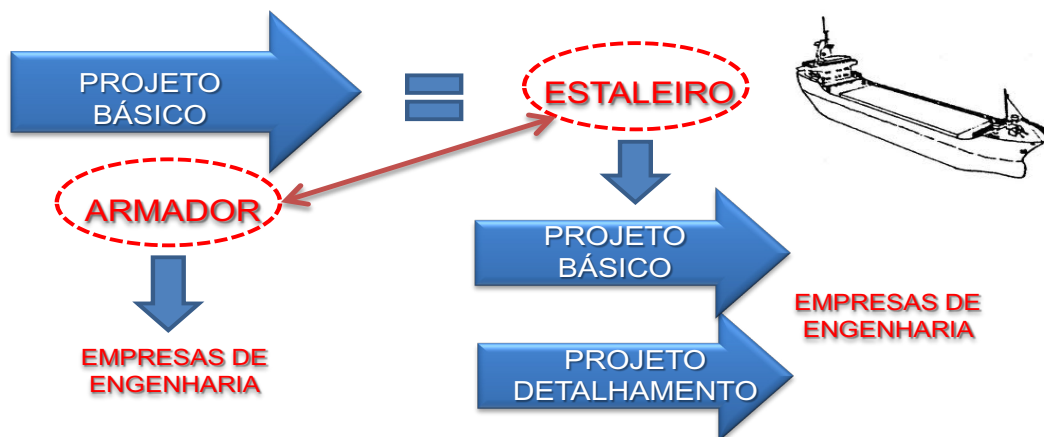 PROJETO
BÁSICO
ESTALEIRO
ARMADOR
PROJETO
BÁSICO
EMPRESAS DE
ENGENHARIA
EMPRESAS DE
ENGENHARIA
PROJETO
DETALHAMENTO